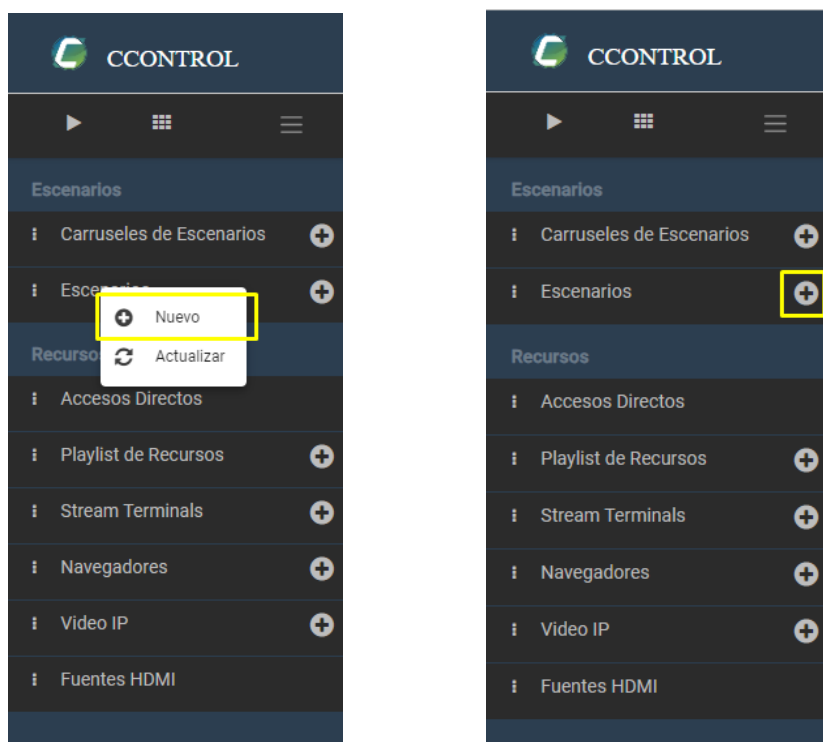 CCONTROL
Escenarios
Carruseles de Escenarios
Escenarios
Nuevo
Recursos
Actualizar
Accesos Directos
Playlist de Recursos
Stream Terminals
Navegadores
Video IP
Fuentes HDMI
CCONTROL
Escenarios
Carruseles de Escenarios
Escenarios
Recursos
Accesos Directos
Playlist de Recursos
Stream Terminals
Navegadores
Video IP
Fuentes HDMI